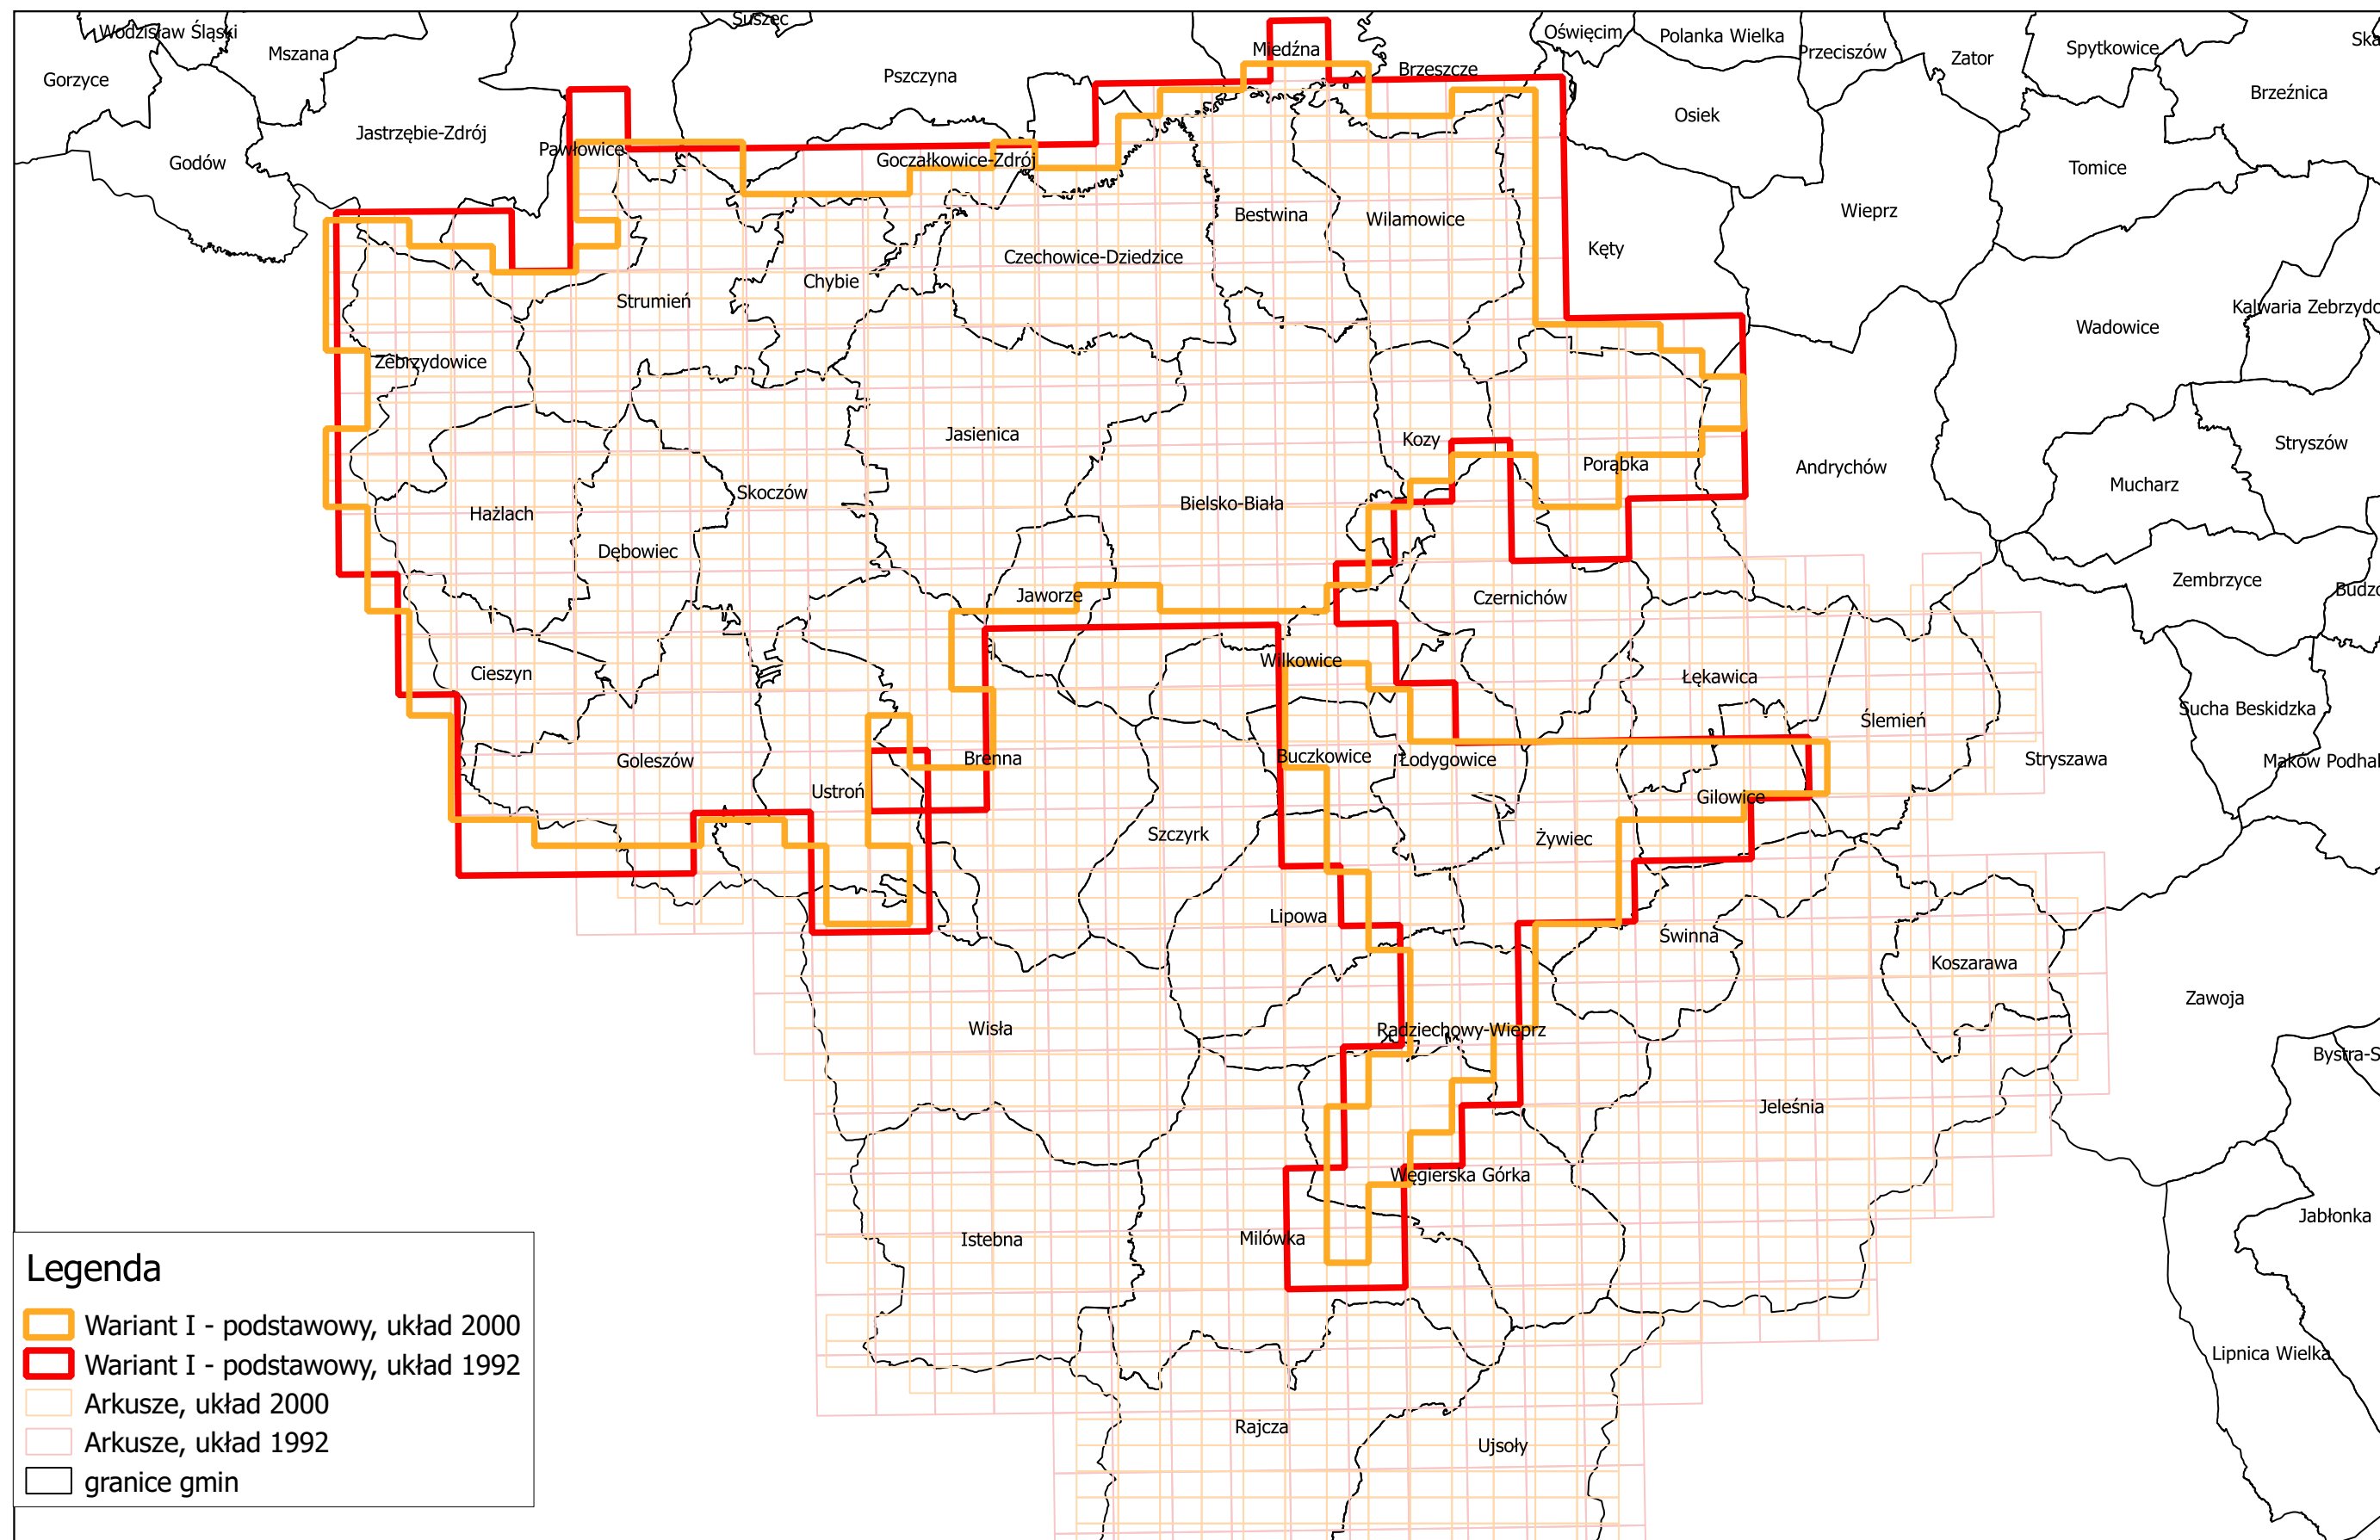 Suszec
Wodzisław Śląski
Oświęcim
Polanka Wielka
Mszana
Miedźna
Przeciszów
Spytkowice
Zator
Gorzyce
Pszczyna
Brzeszcze
Brzeźnica
Osiek
Jastrzębie-Zdrój
Pawłowice
Godów
Goczałkowice-Zdrój
Tomice
Wieprz
Bestwina
Wilamowice
Kęty
Czechowice-Dziedzice
Chybie
Strumień
Kalwaria Zebrzydo
Wadowice
Zebrzydowice
Jasienica
Kozy
Stryszów
Porąbka
Andrychów
Mucharz
Skoczów
Bielsko-Biała
Hażlach
Dębowiec
Zembrzyce
Budzo
Jaworze
Czernichów
Wilkowice
Cieszyn
Łękawica
Sucha Beskidzka
Ślemień
Buczkowice
Brenna
Łodygowice
Goleszów
Stryszawa
Maków Podhal
Ustroń
Gilowice
Szczyrk
Żywiec
Lipowa
Świnna
Koszarawa
Zawoja
Wisła
Radziechowy-Wieprz
Bystra-S
Jeleśnia
Węgierska Górka
Jabłonka
Istebna
Milówka
Lipnica Wielka
Rajcza
Ujsoły
Legenda
Wariant I - podstawowy, układ 2000
Wariant I - podstawowy, układ 1992
Arkusze, układ 2000
Arkusze, układ 1992
granice gmin